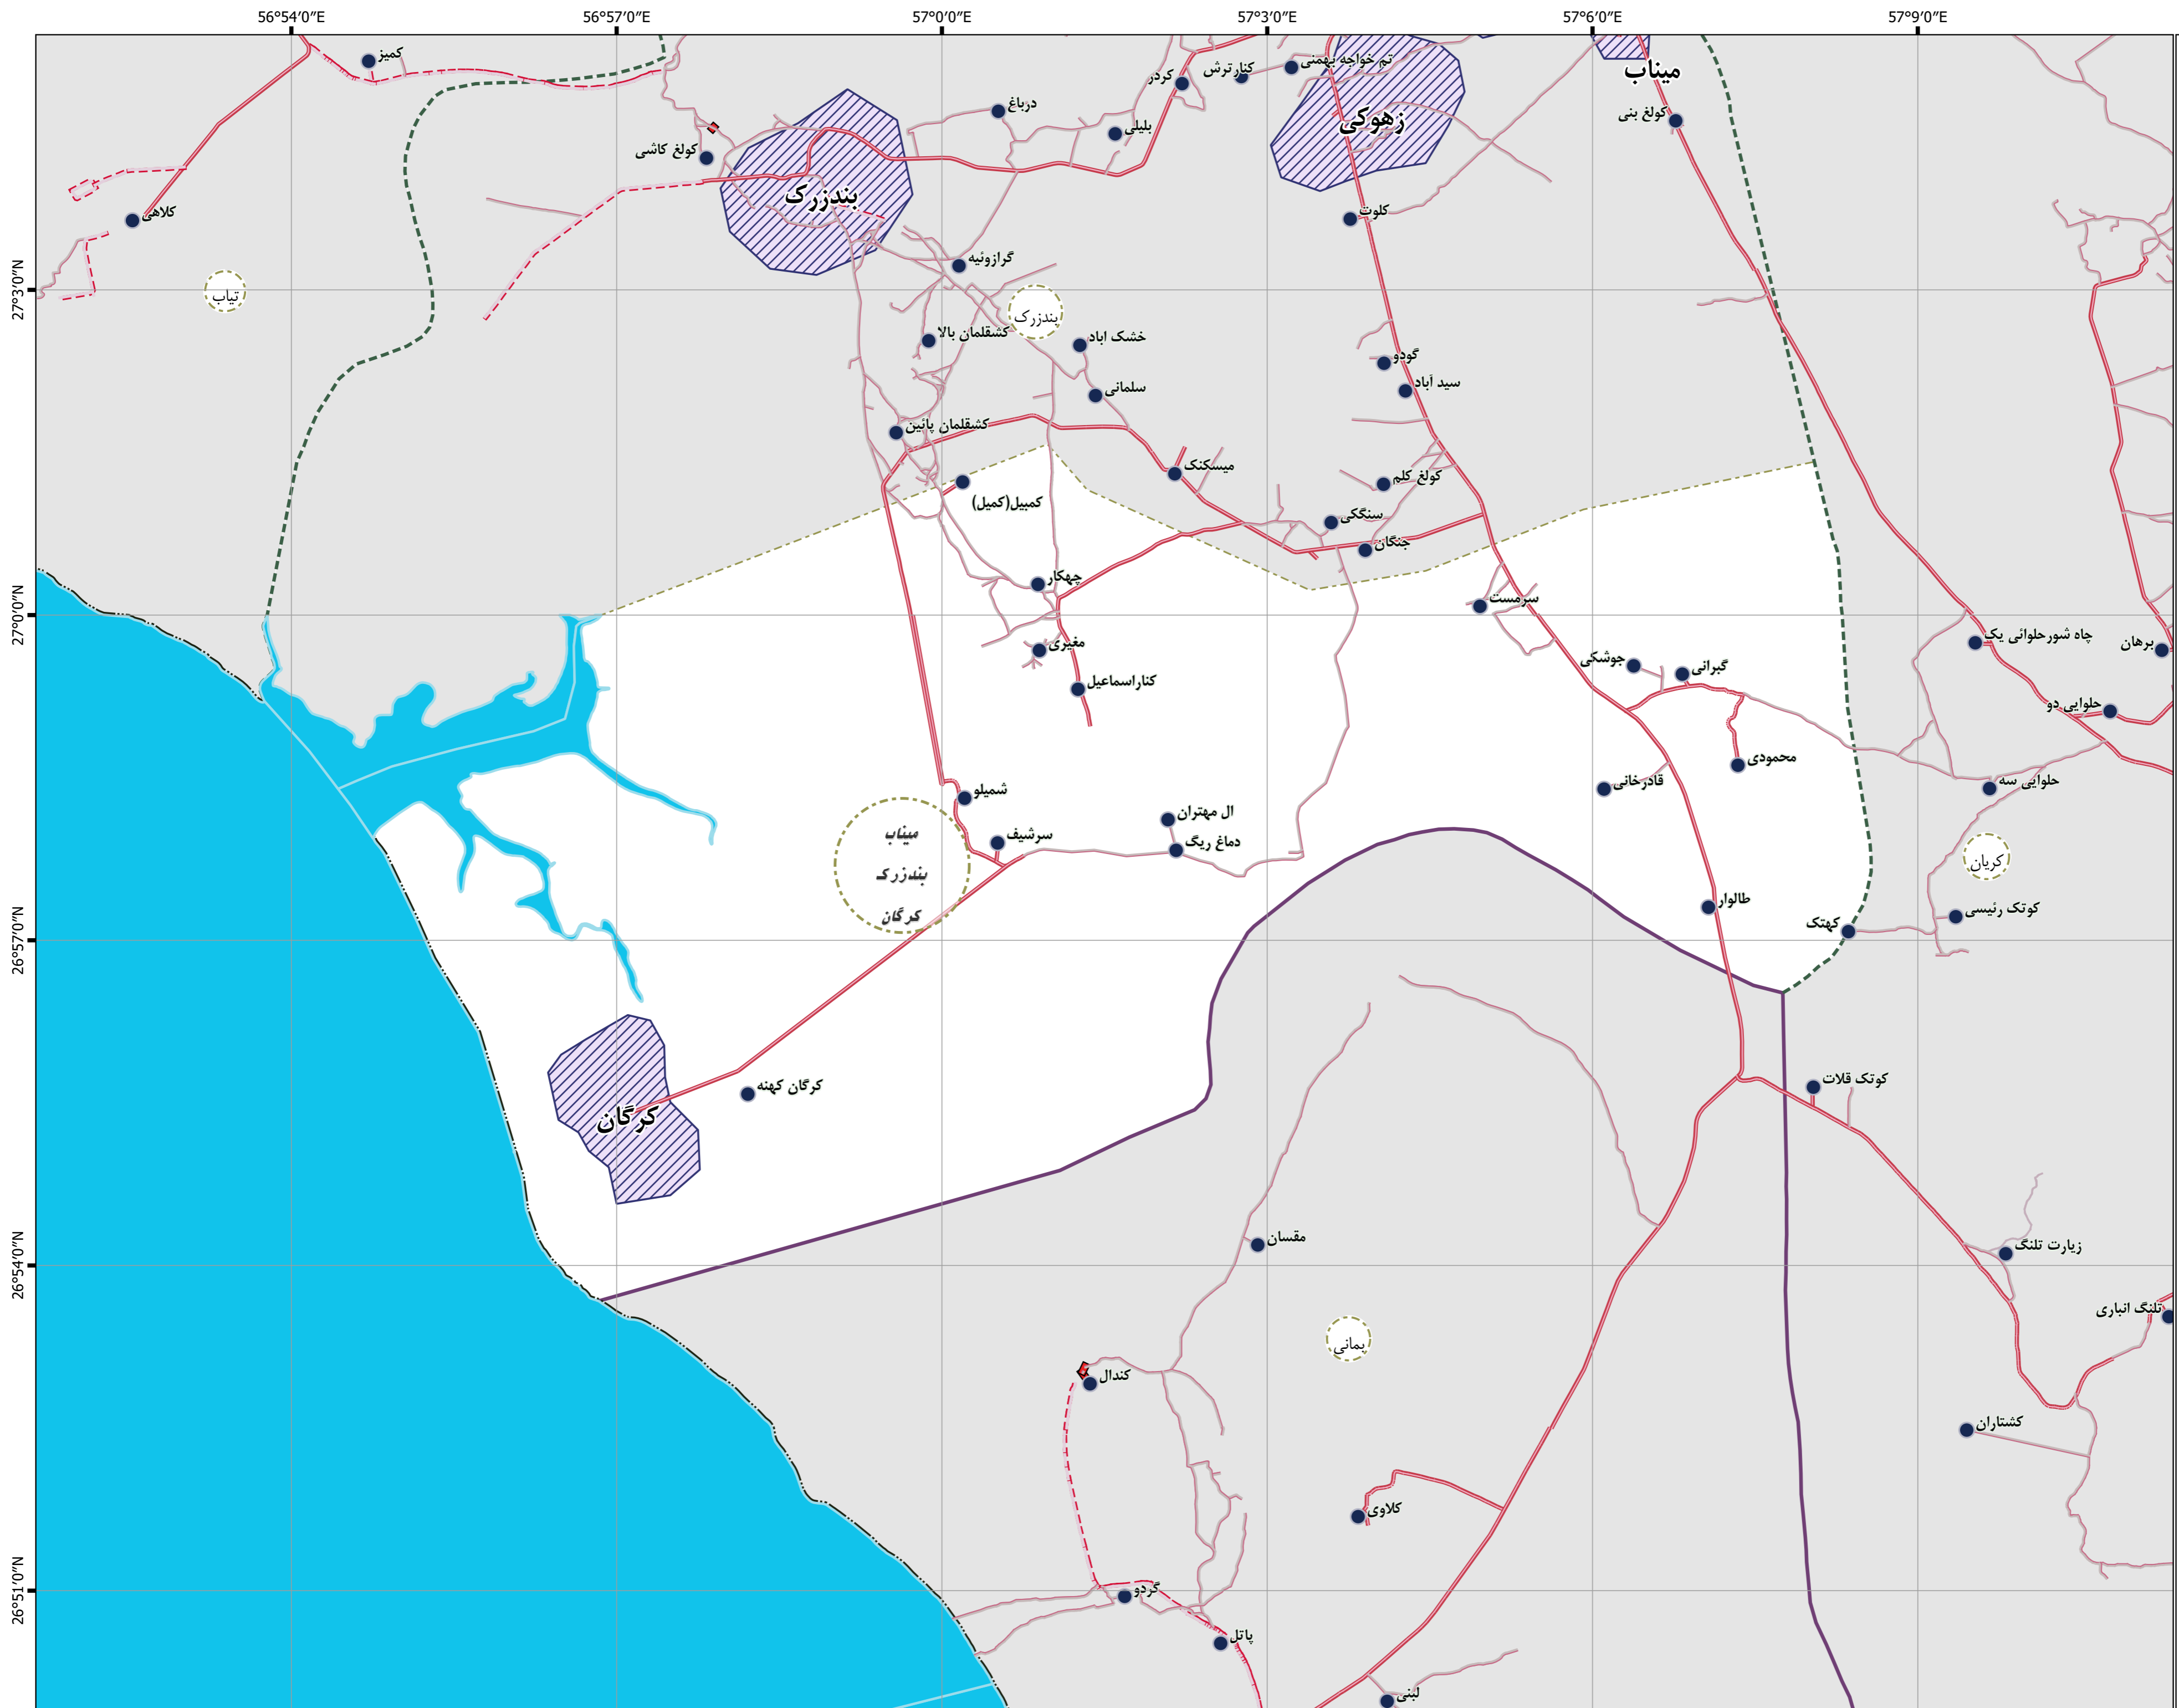 56°54'0"E
56°57'0"E
57°0'0"E
57°3'0"E
57°6'0"E
57°9'0"E
27°3'0"N
27°0'0"N
26°57'0"N
26°54'0"N
26°51'0"N
کمیز
کردر
کنارترش
تم خواجه بهمنی
میناب
درباغ
بلیلی
زهوکی
کولغ بنی
کولغ کاشی
بندزرک
کلاهی
کلوت
گرازوئیه
تیاب
بندزرک
کشقلمان بالا
خشک اباد
گودو
سلمانی
سید آباد
کشقلمان پائین
میسکنک
کولغ کلم
کمبیل(کمیل)
سنگکی
جنگان
چهکار
سرمست
چاه شورحلوائی یک
برهان
مغیری
جوشکی
گبرانی
کناراسماعیل
حلوایی دو
محمودی
قادرخانی
حلوایی سه
شمیلو
ال مهتران
میناب
بندزرک
کرگان
سرشیف
دماغ ریگ
کریان
طالوار
کوتک رئیسی
کهتک
کرگان کهنه
کرگان
کوتک قلات
مقسان
زیارت تلنگ
تلنگ انباری
یمانی
کندال
کشتاران
کلاوی
گردو
پاتل
لبنی